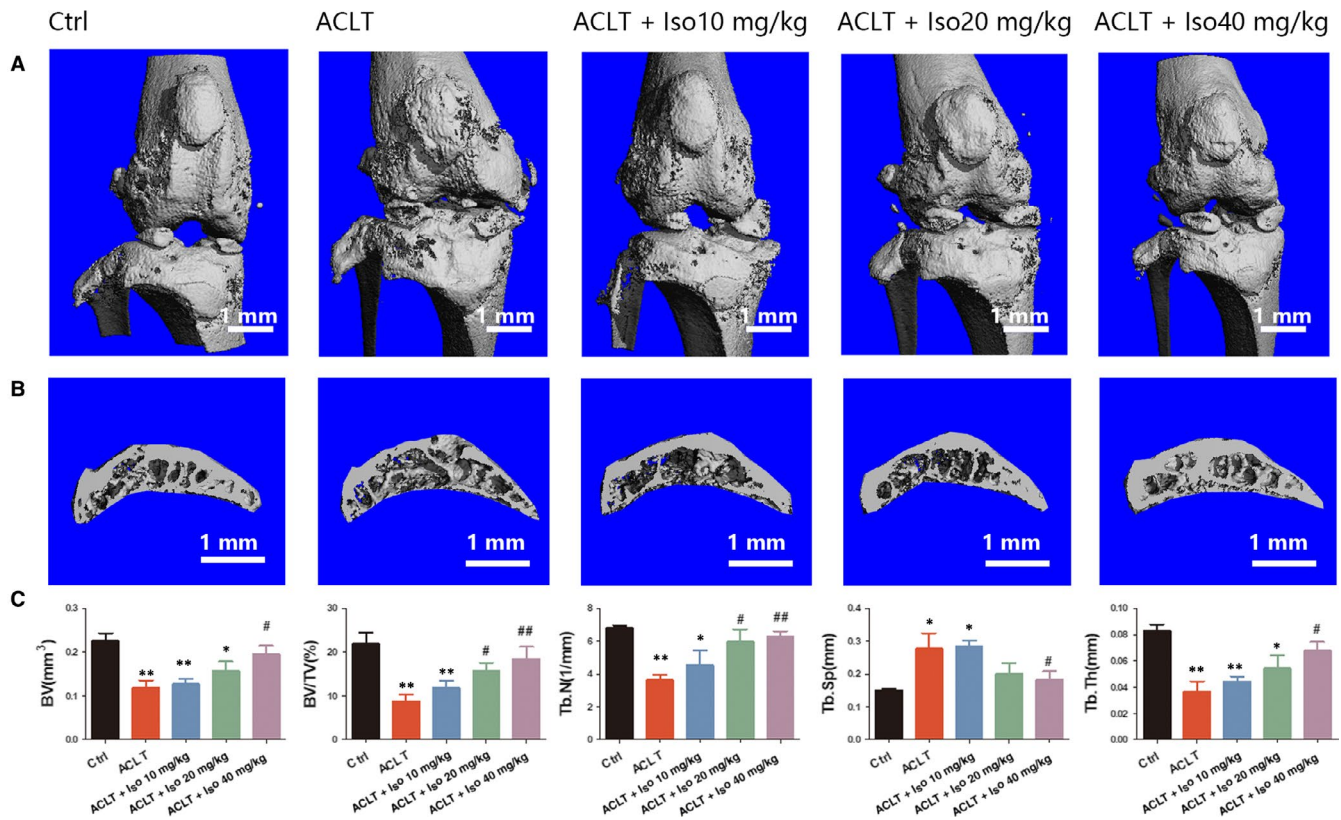 Ctrl ACLT ACLT + Iso10 mg/kg ACLT + Iso20 mg/kg ACLT + Iso40 mg/kg
A
1 mm 1 mm 1 mm 1 mm 1 mm
B
1 mm 1 mm 1 mm 1 mm 1 mm
C
BV(mm³)
0.3
0.2
0.1
0.0
** ** * #
Ctrl
ACLT
ACLT + Iso 10 mg/kg
ACLT + Iso 20 mg/kg
ACLT + Iso 40 mg/kg
BV/TV(%)
30
20
10
0
** ** # ##
Ctrl
ACLT
ACLT + Iso 10 mg/kg
ACLT + Iso 20 mg/kg
ACLT + Iso 40 mg/kg
Tb.N(1/mm)
8
6
4
2
0
** * # ##
Ctrl
ACLT
ACLT + Iso 10 mg/kg
ACLT + Iso 20 mg/kg
ACLT + Iso 40 mg/kg
Tb.Sp(mm)
0.4
0.3
0.2
0.1
0.0
* * #
Ctrl
ACLT
ACLT + Iso 10 mg/kg
ACLT + Iso 20 mg/kg
ACLT + Iso 40 mg/kg
Tb.Th(mm)
0.10
0.08
0.06
0.04
0.02
0.00
** ** * #
Ctrl
ACLT
ACLT + Iso 10 mg/kg
ACLT + Iso 20 mg/kg
ACLT + Iso 40 mg/kg